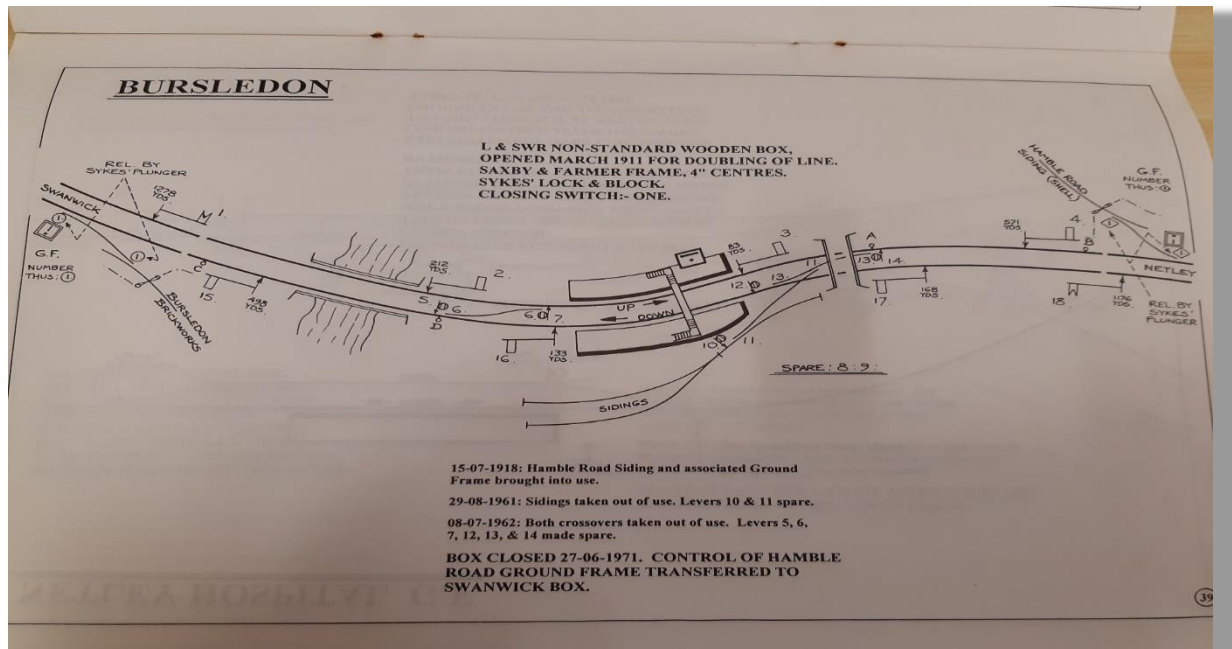 BURSLEDON
L & SWR NON-STANDARD WOODEN BOX,
OPENED MARCH 1911 FOR DOUBLING OF LINE.
SAXBY & FARMER FRAME, 4" CENTRES.
SYKES' LOCK & BLOCK.
CLOSING SWITCH:- ONE.
REL. BY
SYKES' PLUNGER
SWANWICK
1278
YDS.
1.
G.F.
NUMBER
THUS: 1
1
1
C
15.
498
YDS.
BURSLEDON
BRICKWORKS
212
YDS.
2.
5.
6.
D
6
7.
16.
133
YDS.
UP
DOWN
83
YDS.
3.
12.
13.
11.
10
11.
SIDINGS
SPARE: 8: 9:
A
13
14.
17.
168
YDS.
571
YDS.
4.
B
18.
1176
YDS.
HAMBLE ROAD
SIDING (SHELL)
G.F.
NUMBER
THUS:
NETLEY
REL. BY
SYKES'
PLUNGER
15-07-1918: Hamble Road Siding and associated Ground
Frame brought into use.
29-08-1961: Sidings taken out of use. Levers 10 & 11 spare.
08-07-1962: Both crossovers taken out of use. Levers 5, 6,
7, 12, 13, & 14 made spare.
BOX CLOSED 27-06-1971. CONTROL OF HAMBLE
ROAD GROUND FRAME TRANSFERRED TO
SWANWICK BOX.
39